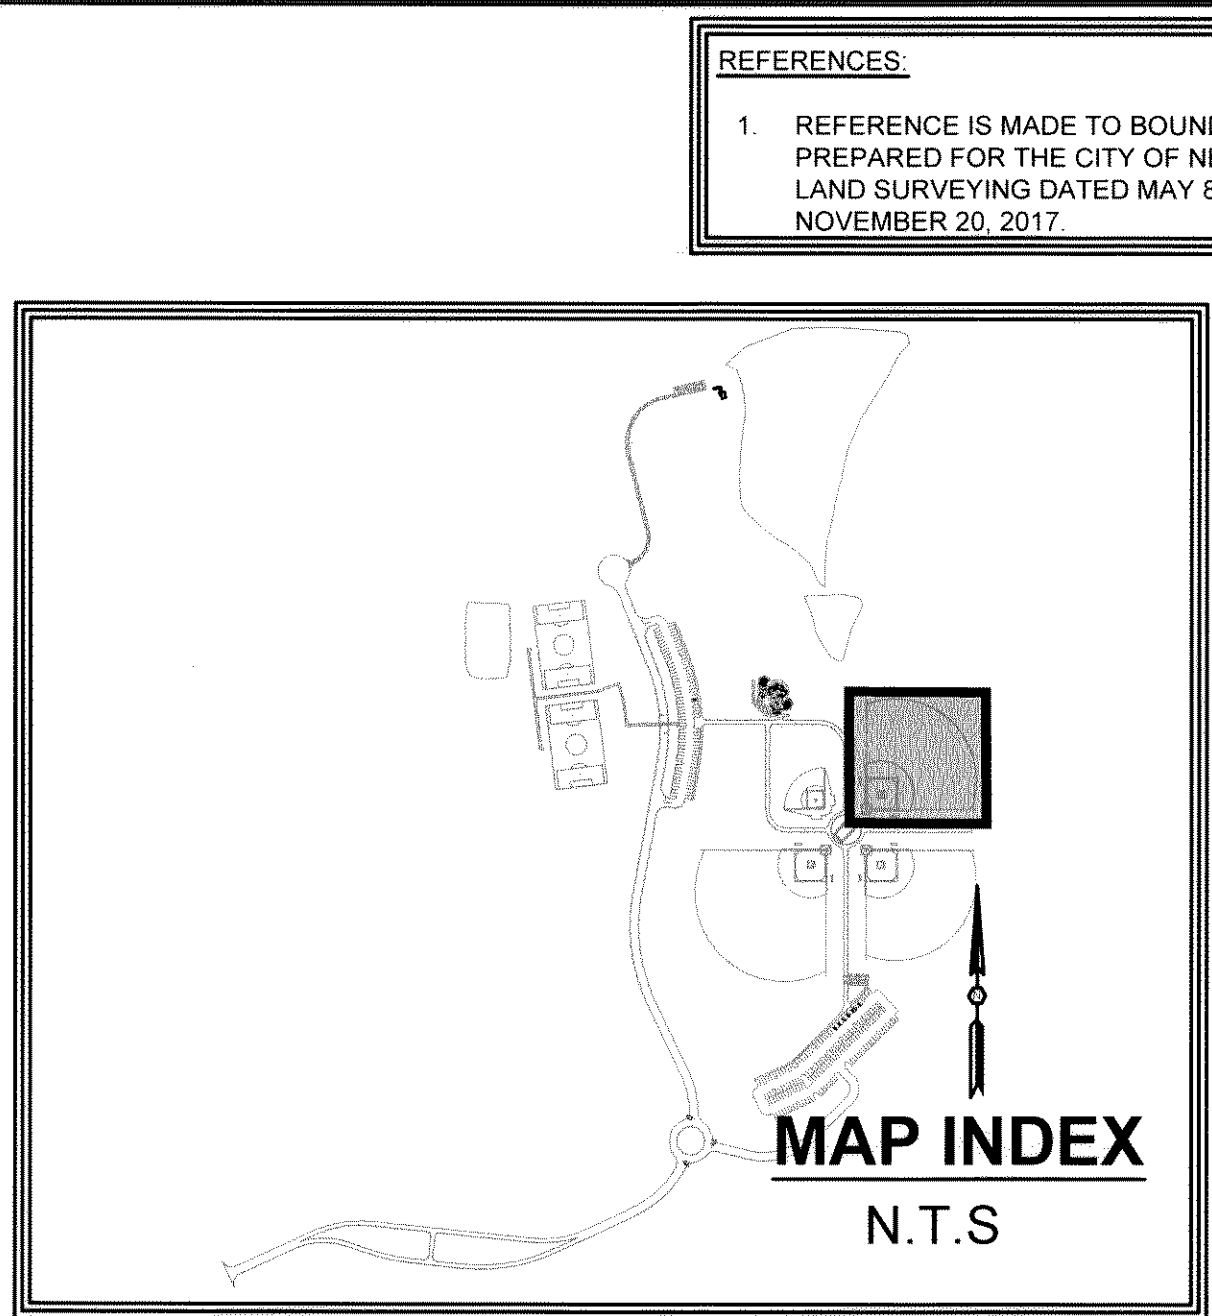 REFERENCES:
1. REFERENCE IS MADE TO
PREPARED FOR THE CITY OF
LAND SURVEYING DATED MAY 8
NOVEMBER 20, 2017.
N
MAP INDEX
N.T.S